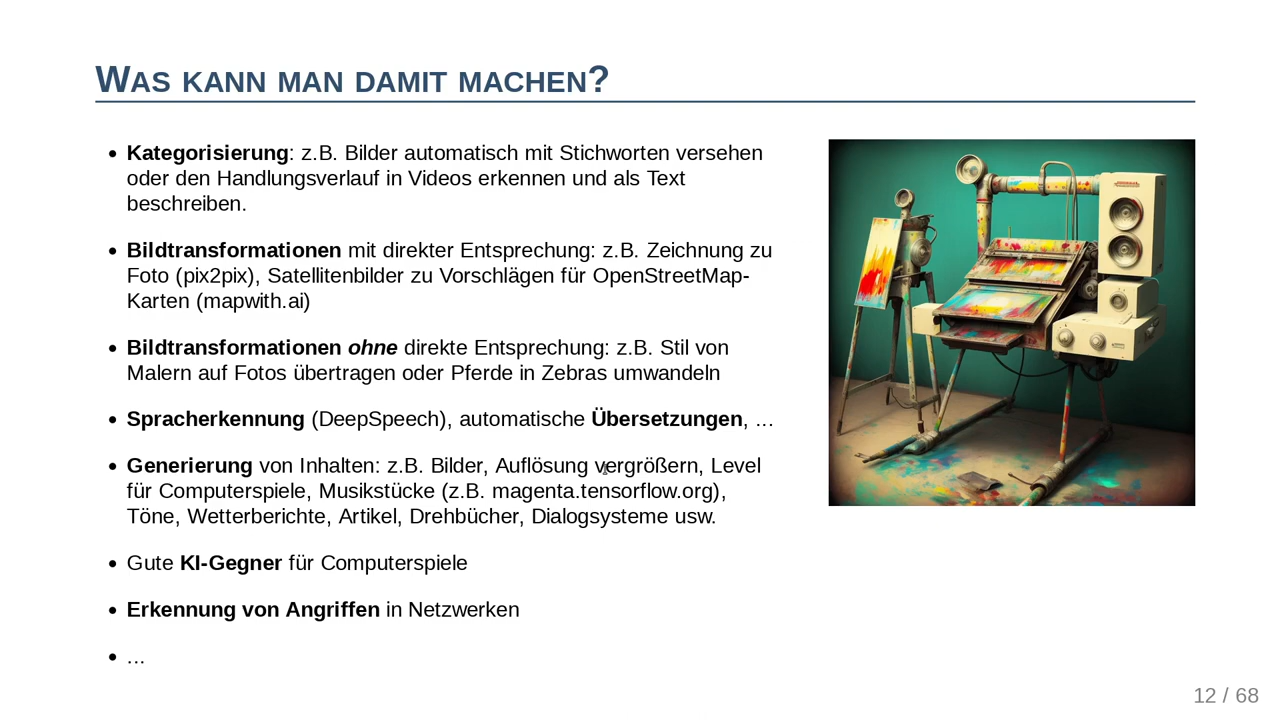 Was kann man damit machen?
• Kategorisierung: z.B. Bilder automatisch mit Stichworten versehen
oder den Handlungsverlauf in Videos erkennen und als Text
beschreiben.
• Bildtransformationen mit direkter Entsprechung: z.B. Zeichnung zu
Foto (pix2pix), Satellitenbilder zu Vorschlägen für OpenStreetMap-
Karten (mapwith.ai)
• Bildtransformationen ohne direkte Entsprechung: z.B. Stil von
Malern auf Fotos übertragen oder Pferde in Zebras umwandeln
• Spracherkennung (DeepSpeech), automatische Übersetzungen, ...
• Generierung von Inhalten: z.B. Bilder, Auflösung vergrößern, Level
für Computerspiele, Musikstücke (z.B. magenta.tensorflow.org),
Töne, Wetterberichte, Artikel, Drehbücher, Dialogsysteme usw.
• Gute KI-Gegner für Computerspiele
• Erkennung von Angriffen in Netzwerken
• ...
12 / 68